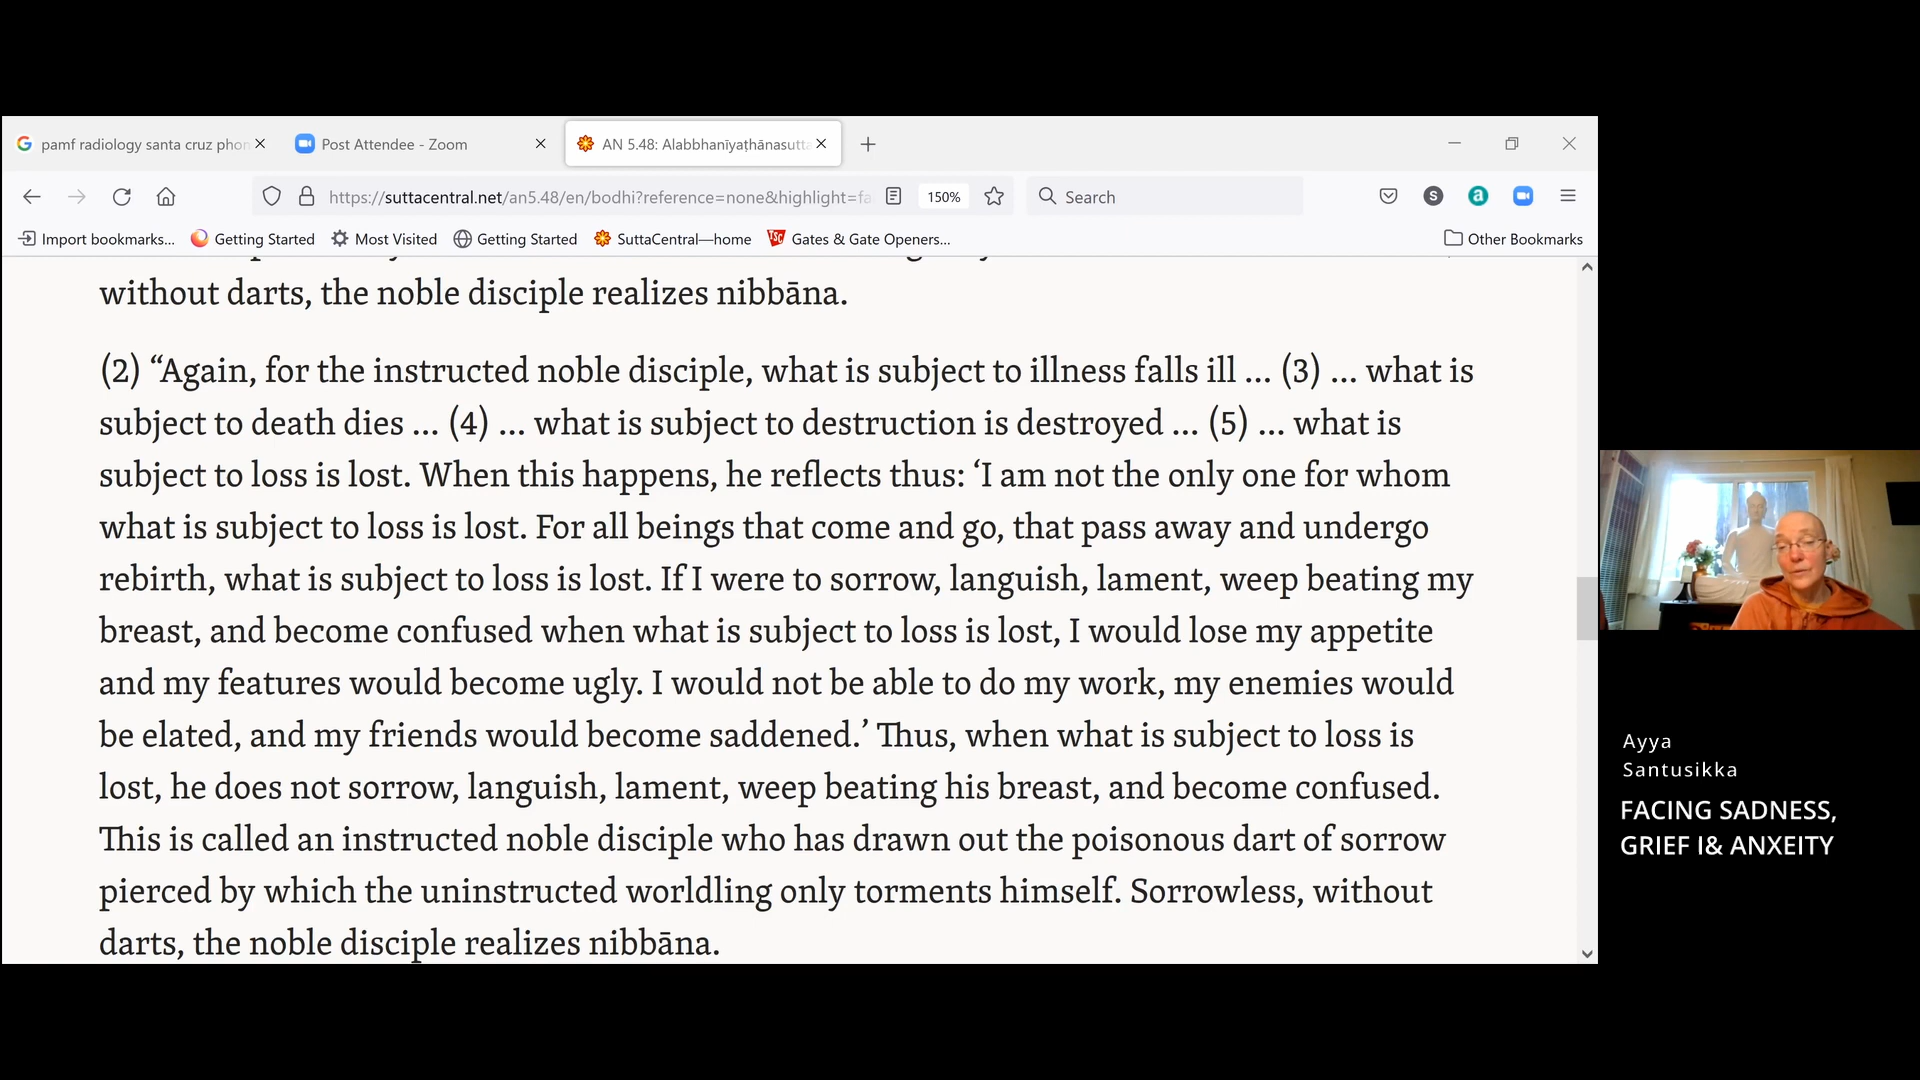 pamf radiology santa cruz phon
Post Attendee - Zoom
AN 5.48: Alabbhanīyaṭhānasutta
https://suttacentral.net/an5.48/en/bodhi?reference=none&highlight=fa
150%
Search
Import bookmarks...
Getting Started
Most Visited
Getting Started
SuttaCentral—home
Gates & Gate Openers...
Other Bookmarks
without darts, the noble disciple realizes nibbāna.
(2) “Again, for the instructed noble disciple, what is subject to illness falls ill … (3) … what is
subject to death dies … (4) … what is subject to destruction is destroyed … (5) … what is
subject to loss is lost. When this happens, he reflects thus: ‘I am not the only one for whom
what is subject to loss is lost. For all beings that come and go, that pass away and undergo
rebirth, what is subject to loss is lost. If I were to sorrow, languish, lament, weep beating my
breast, and become confused when what is subject to loss is lost, I would lose my appetite
and my features would become ugly. I would not be able to do my work, my enemies would
be elated, and my friends would become saddened.’ Thus, when what is subject to loss is
lost, he does not sorrow, languish, lament, weep beating his breast, and become confused.
This is called an instructed noble disciple who has drawn out the poisonous dart of sorrow
pierced by which the uninstructed worldling only torments himself. Sorrowless, without
darts, the noble disciple realizes nibbāna.
Ayya
Santusikka
FACING SADNESS,
GRIEF I& ANXEITY